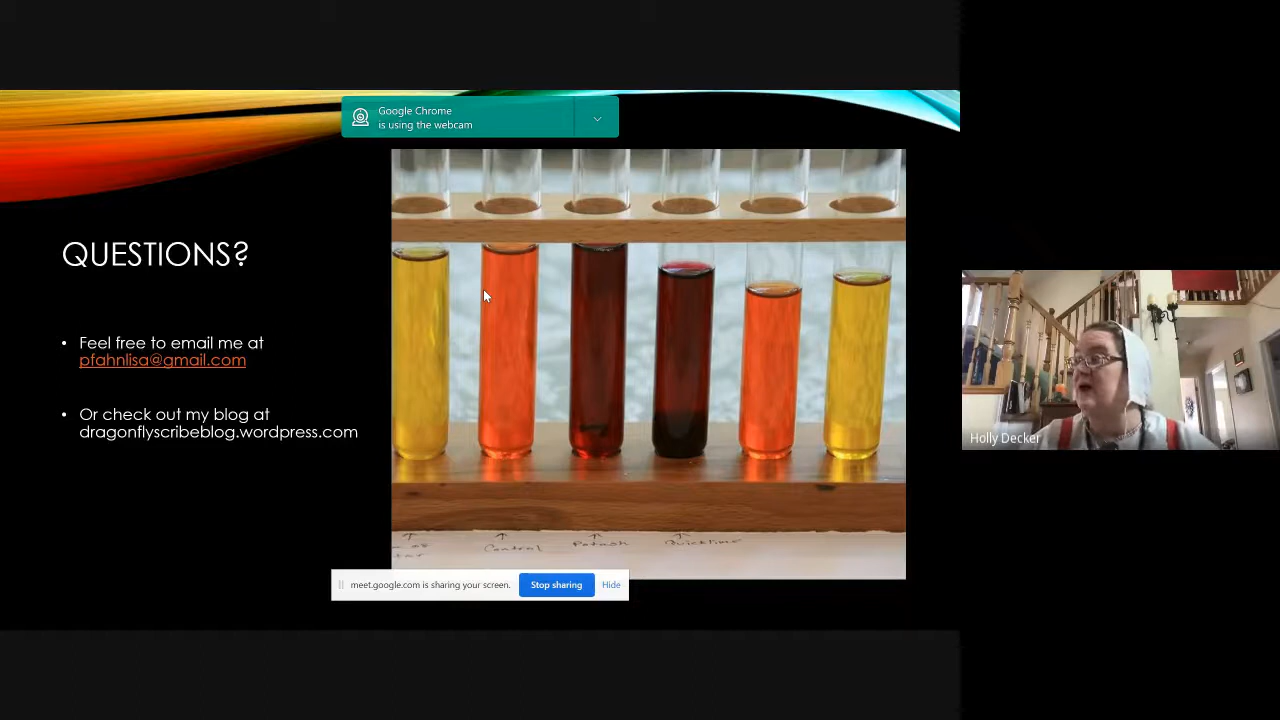 Google Chrome
is using the webcam
QUESTIONS?
• Feel free to email me at
pfahnlisa@gmail.com
• Or check out my blog at
dragonflyscribeblog.wordpress.com
Control
Potash
Quicklime
meet.google.com is sharing your screen.
Stop sharing
Hide
Holly Decker